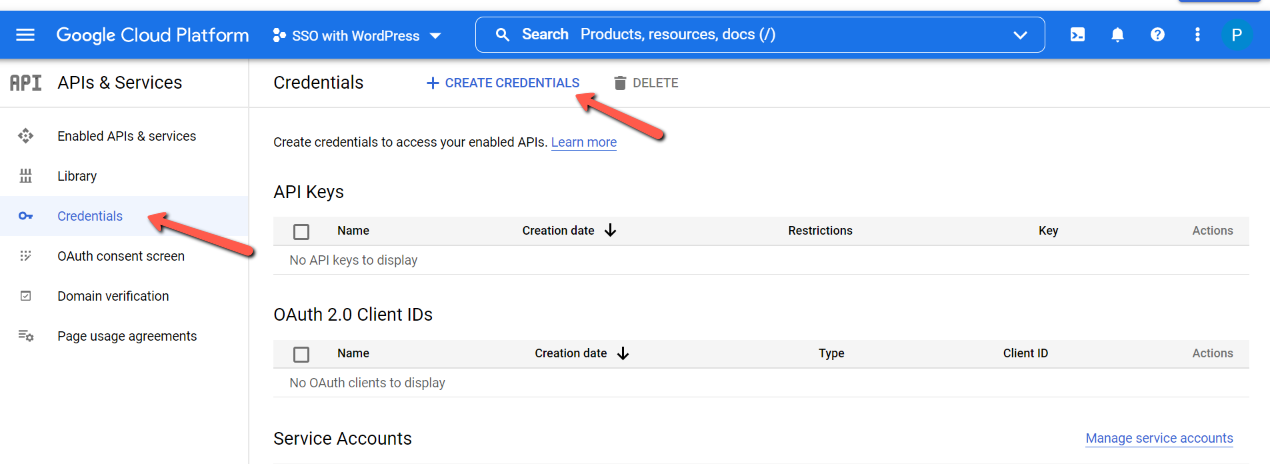 Google Cloud Platform SSO with WordPress Search Products, resources, docs (/) P
API APIs & Services Credentials + CREATE CREDENTIALS DELETE
Enabled APIs & services
Create credentials to access your enabled APIs. Learn more
Library
API Keys
Credentials
Name Creation date Restrictions Key Actions
OAuth consent screen
No API keys to display
Domain verification
OAuth 2.0 Client IDs
Page usage agreements
Name Creation date Type Client ID Actions
No OAuth clients to display
Service Accounts Manage service accounts